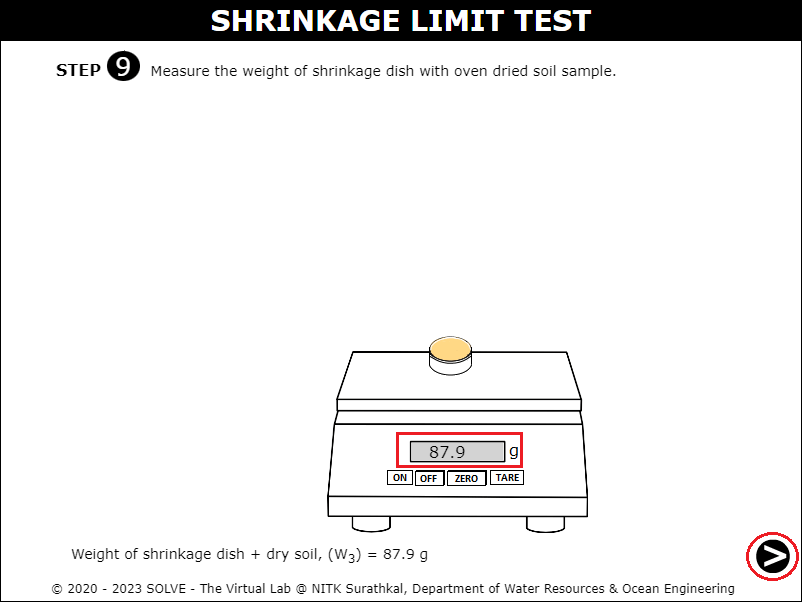 SHRINKAGE LIMIT TEST
STEP 9 Measure the weight of shrinkage dish with oven dried soil sample.
87.9 g
ON OFF ZERO TARE
Weight of shrinkage dish + dry soil, (W3) = 87.9 g
>
© 2020 - 2023 SOLVE - The Virtual Lab @ NITK Surathkal, Department of Water Resources & Ocean Engineering